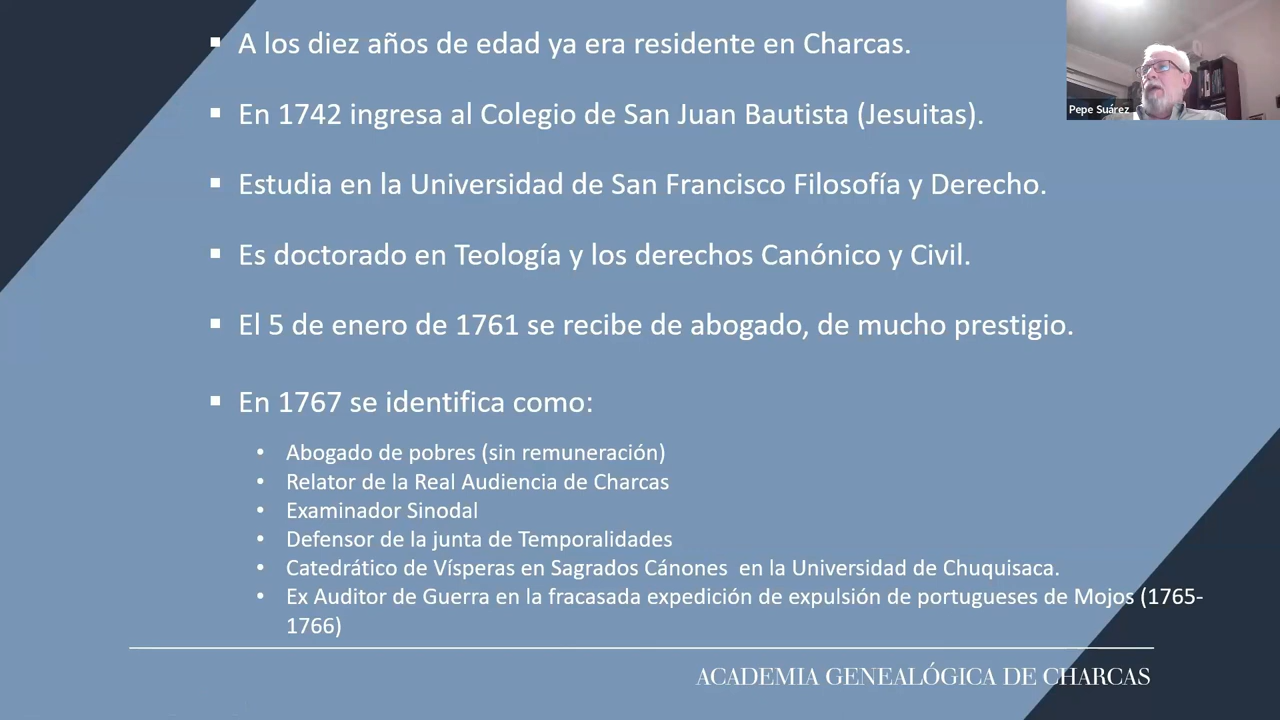 A los diez años de edad ya era residente en Charcas.
En 1742 ingresa al Colegio de San Juan Bautista (Jesuitas).
Pepe Suárez
Estudia en la Universidad de San Francisco Filosofía y Derecho.
Es doctorado en Teología y los derechos Canónico y Civil.
El 5 de enero de 1761 se recibe de abogado, de mucho prestigio.
En 1767 se identifica como:
Abogado de pobres (sin remuneración)
Relator de la Real Audiencia de Charcas
Examinador Sinodal
Defensor de la junta de Temporalidades
Catedrático de Vísperas en Sagrados Cánones  en la Universidad de Chuquisaca.
Ex Auditor de Guerra en la fracasada expedición de expulsión de portugueses de Mojos (1765-
1766)
ACADEMIA GENEALÓGICA DE CHARCAS